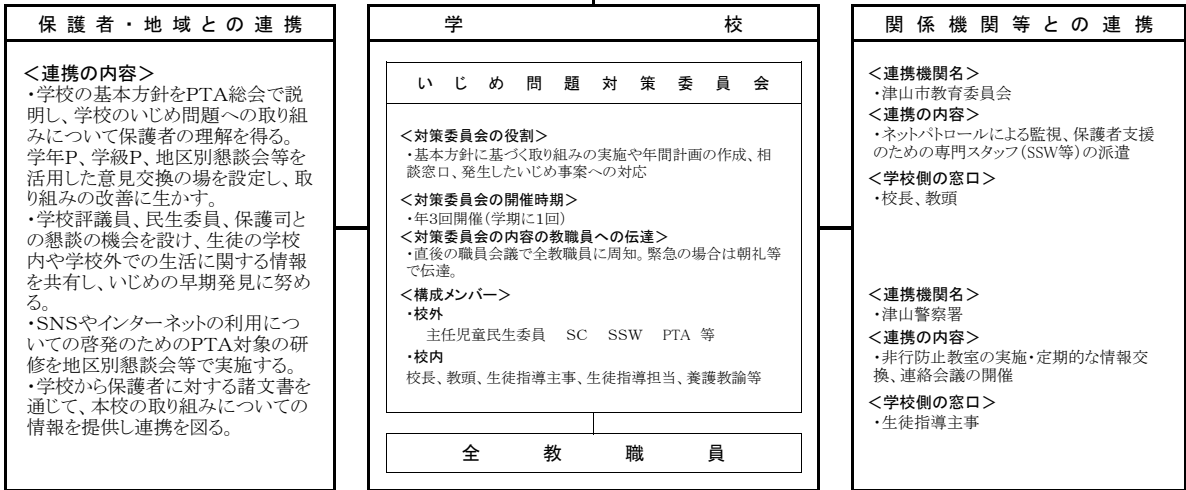 保護者・地域との連携
＜連携の内容＞
・学校の基本方針をPTA総会で説
明し、学校のいじめ問題への取り組
みについて保護者の理解を得る。
学年P、学級P、地区別懇談会等を
活用した意見交換の場を設定し、取
り組みの改善に生かす。
・学校評議員、民生委員、保護司と
の懇談の機会を設け、生徒の学校
内や学校外での生活に関する情報
を共有し、いじめの早期発見に努め
る。
・SNSやインターネットの利用につ
いての啓発のためのPTA対象の研
修を地区別懇談会等で実施する。
・学校から保護者に対する諸文書を
通じて、本校の取り組みについての
情報を提供し連携を図る。
学校
いじめ問題対策委員会
＜対策委員会の役割＞
・基本方針に基づく取り組みの実施や年間計画の作成、相
談窓口、発生したいじめ事案への対応
＜対策委員会の開催時期＞
・年3回開催(学期に1回)
＜対策委員会の内容の教職員への伝達＞
・直後の職員会議で全教職員に周知。緊急の場合は朝礼等
で伝達。
＜構成メンバー＞
・校外
主任児童民生委員 SC SSW PTA 等
・校内
校長、教頭、生徒指導主事、生徒指導担当、養護教諭等
全教職員
関係機関等との連携
＜連携機関名＞
・津山市教育委員会
＜連携の内容＞
・ネットパトロールによる監視、保護者支援
のための専門スタッフ(SSW等)の派遣
＜学校側の窓口＞
・校長、教頭
＜連携機関名＞
・津山警察署
＜連携の内容＞
・非行防止教室の実施・定期的な情報交
換、連絡会議の開催
＜学校側の窓口＞
・生徒指導主事